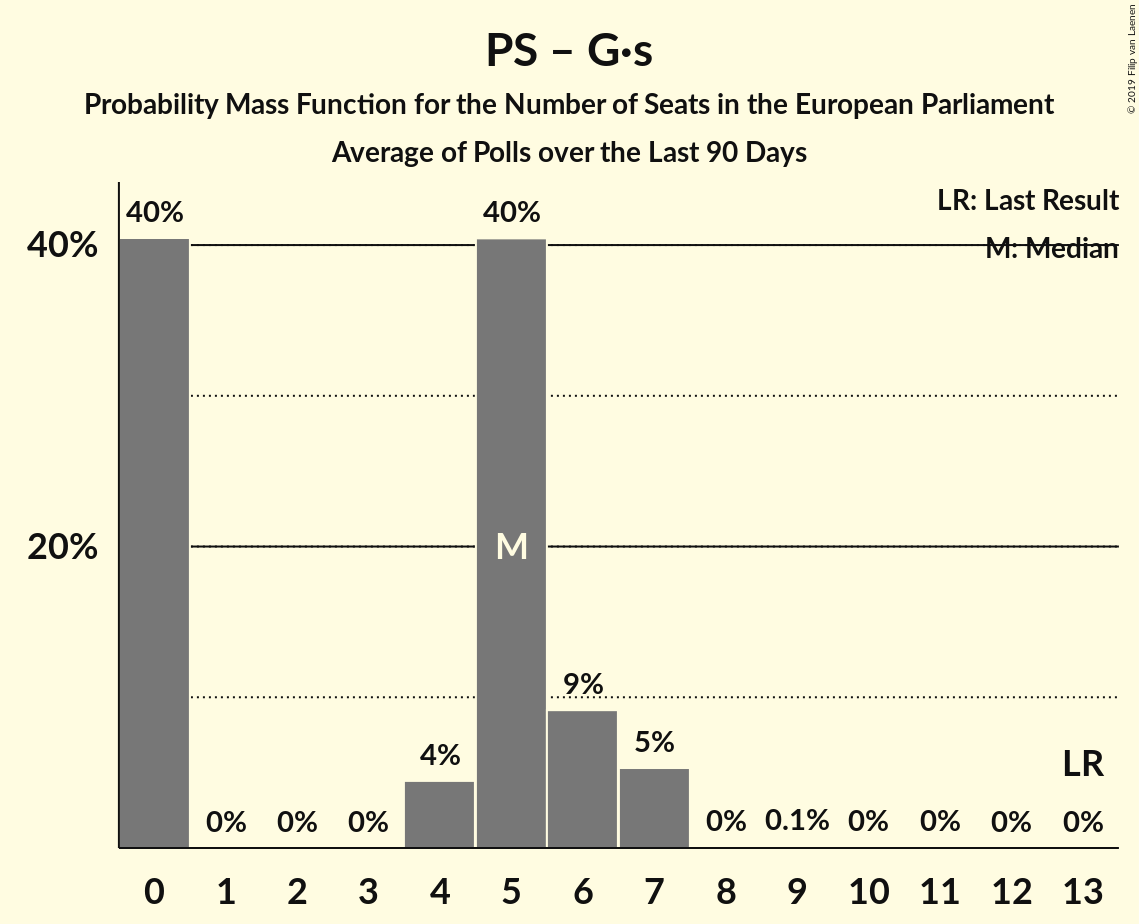 PS – G·s
Probability Mass Function for the Number of Seats in the European Parliament
Average of Polls over the Last 90 Days
© 2019 Filip van Laenen
LR: Last Result
M: Median
40%
20%
40%
0%
0%
0%
4%
40%
M
9%
5%
0%
0.1%
0%
0%
0%
LR
0%
0 1 2 3 4 5 6 7 8 9 10 11 12 13